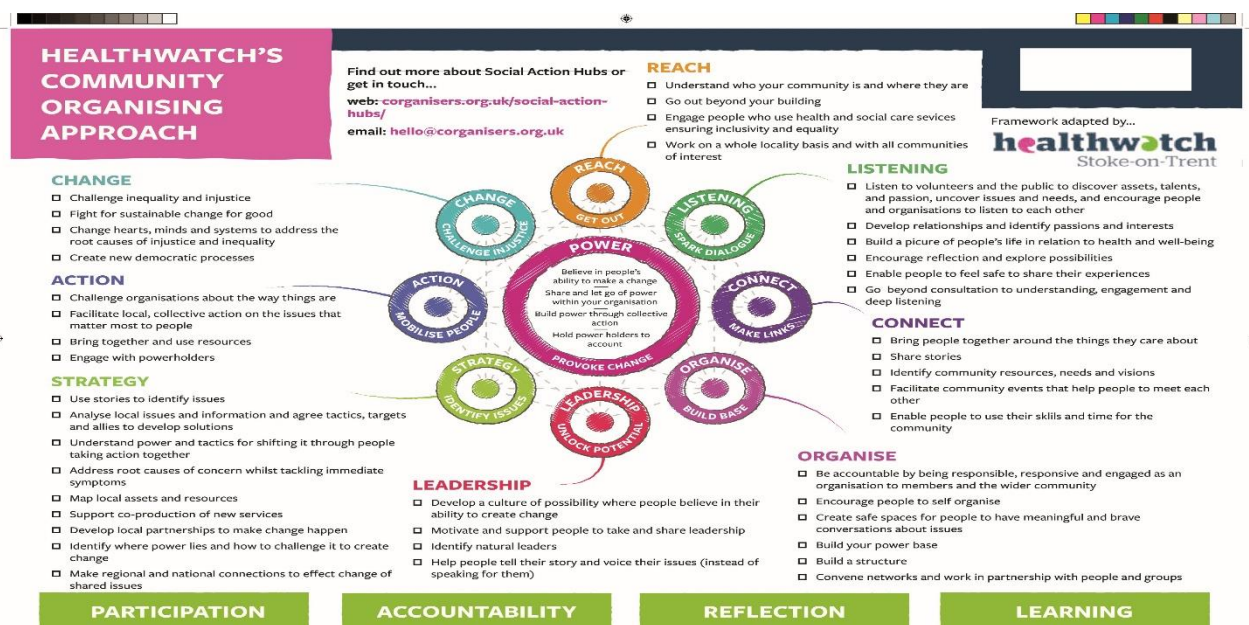 HEALTHWATCH'S
COMMUNITY
ORGANISING
APPROACH
Find out more about Social Action Hubs or
get in touch...
web: corganisers.org.uk/social-action-
hubs/
email: hello@corganisers.org.uk
REACH
Understand who your community is and where they are
Go out beyond your building
Engage people who use health and social care sevices
ensuring inclusivity and equality
Work on a whole locality basis and with all communities
of interest
Framework adapted by...
healthwatch
Stoke-on-Trent
CHANGE
Challenge inequality and injustice
Fight for sustainable change for good
Change hearts, minds and systems to address the
root causes of injustice and inequality
Create new democratic processes
ACTION
Challenge organisations about the way things are
Facilitate local, collective action on the issues that
matter most to people
Bring together and use resources
Engage with powerholders
STRATEGY
Use stories to identify issues
Analyse local issues and information and agree tactics, targets
and allies to develop solutions
Understand power and tactics for shifting it through people
taking action together
Address root causes of concern whilst tackling immediate
symptoms
Map local assets and resources
Support co-production of new services
Develop local partnerships to make change happen
Identify where power lies and how to challenge it to create
change
Make regional and national connections to effect change of
shared issues
REACH
GET OUT
LISTENING
SPARK DIALOGUE
CONNECT
MAKE LINKS
ORGANISE
BUILD BASE
LEADERSHIP
UNLOCK POTENTIAL
STRATEGY
IDENTIFY ISSUES
ACTION
MOBILISE PEOPLE
CHANGE
CHALLENGE INJUSTICE
POWER
Believe in people's
ability to make a change
Share and let go of power
within your organisation
Build power through collective
action
Hold power holders to
account
PROVOKE CHANGE
LEADERSHIP
Develop a culture of possibility where people believe in their
ability to create change
Motivate and support people to take and share leadership
Identify natural leaders
Help people tell their story and voice their issues (instead of
speaking for them)
LISTENING
Listen to volunteers and the public to discover assets, talents,
and passion, uncover issues and needs, and encourage people
and organisations to listen to each other
Develop relationships and identify passions and interests
Build a picure of people's life in relation to health and well-being
Encourage reflection and explore possibilities
Enable people to feel safe to share their experiences
Go beyond consultation to understanding, engagement and
deep listening
CONNECT
Bring people together around the things they care about
Share stories
Identify community resources, needs and visions
Facilitate community events that help people to meet each
other
Enable people to use their sklils and time for the
community
ORGANISE
Be accountable by being responsible, responsive and engaged as an
organisation to members and the wider community
Encourage people to self organise
Create safe spaces for people to have meaningful and brave
conversations about issues
Build your power base
Build a structure
Convene networks and work in partnership with people and groups
PARTICIPATION
ACCOUNTABILITY
REFLECTION
LEARNING